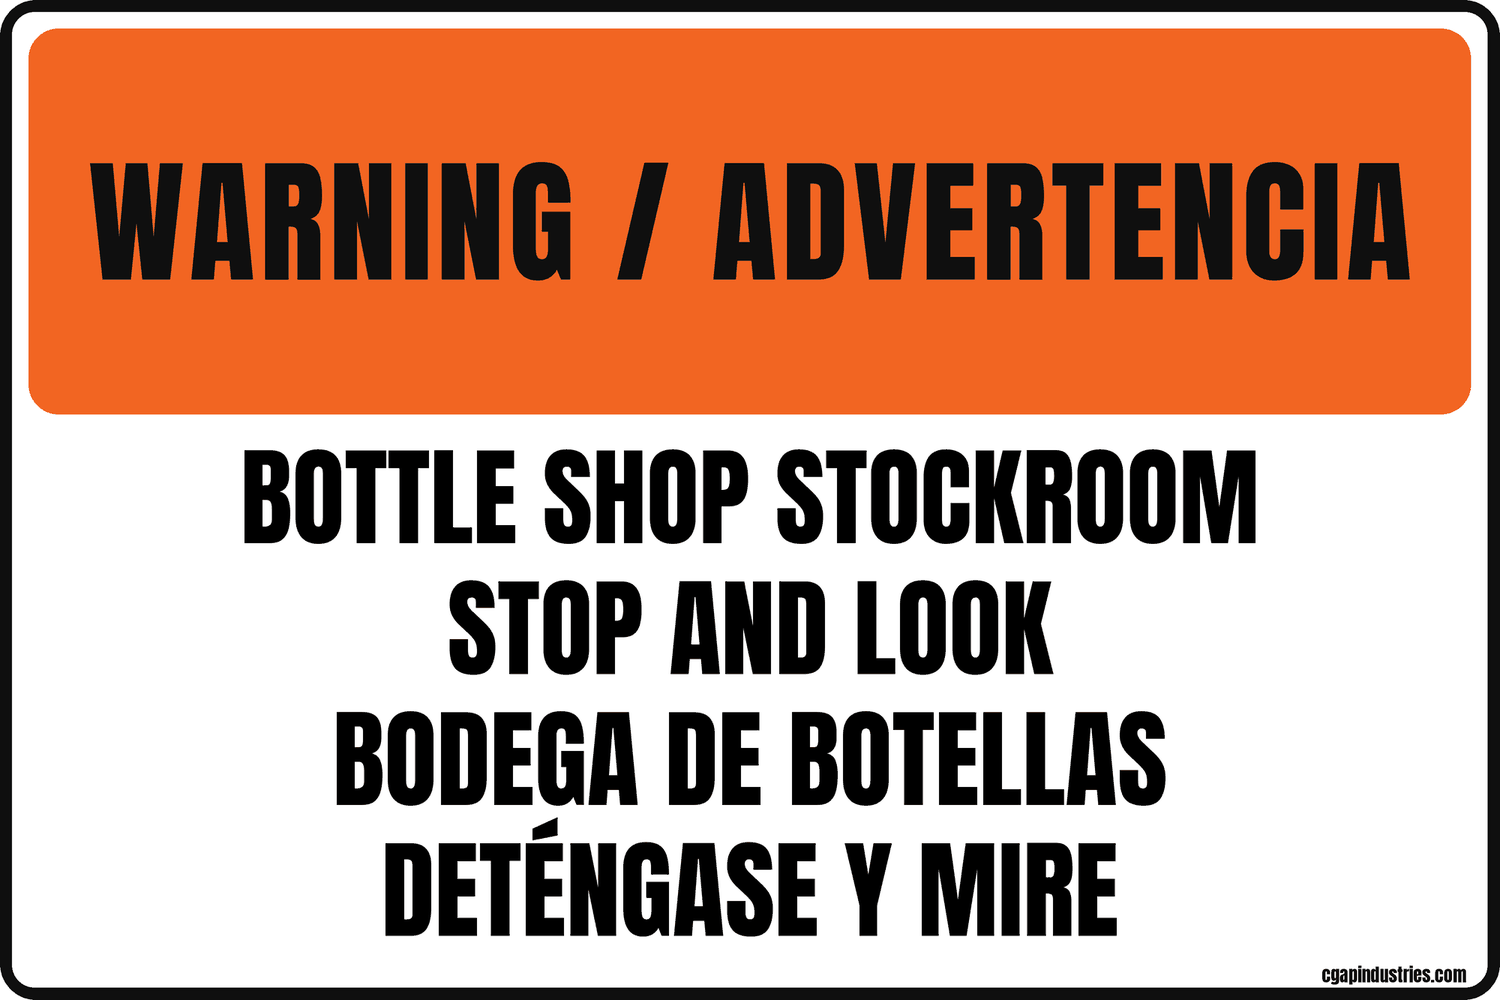 WARNING / ADVERTENCIA
BOTTLE SHOP STOCKROOM
STOP AND LOOK
BODEGA DE BOTELLAS
DETÉNGASE Y MIRE
cgapindustries.com